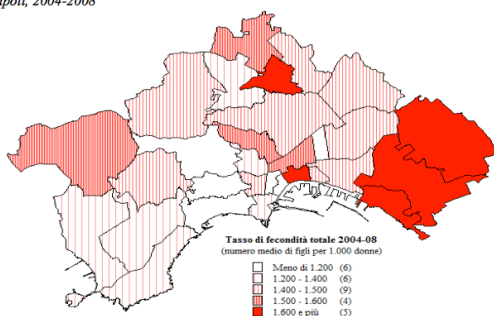 2004-2008
Tasso di fecondità totale 2004-08
(numero medio di figli per 1.000 donne)
Meno di 1.200 (6)
1.200 - 1.400 (6)
1.400 - 1.500 (9)
1.500 - 1.600 (4)
1.600 e più (5)